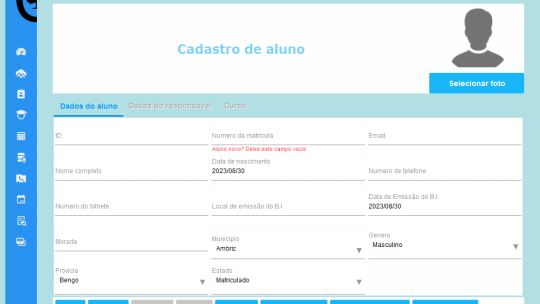 Cadastro de aluno
Selecionar foto
Dados do aluno Dados do responsavel Curso
ID Numero da matricula Email
Aluno novo? Deixe este campo vazio
Data de nascimento
Nome completo 2023/08/30 Numero de telefone
Data de Emissão do B.I
Numero do bilhete Local de emissão do B.I 2023/08/30
Morada Municipio Genero
Ambriz Masculino
Provicia Estado
Bengo Matriculado